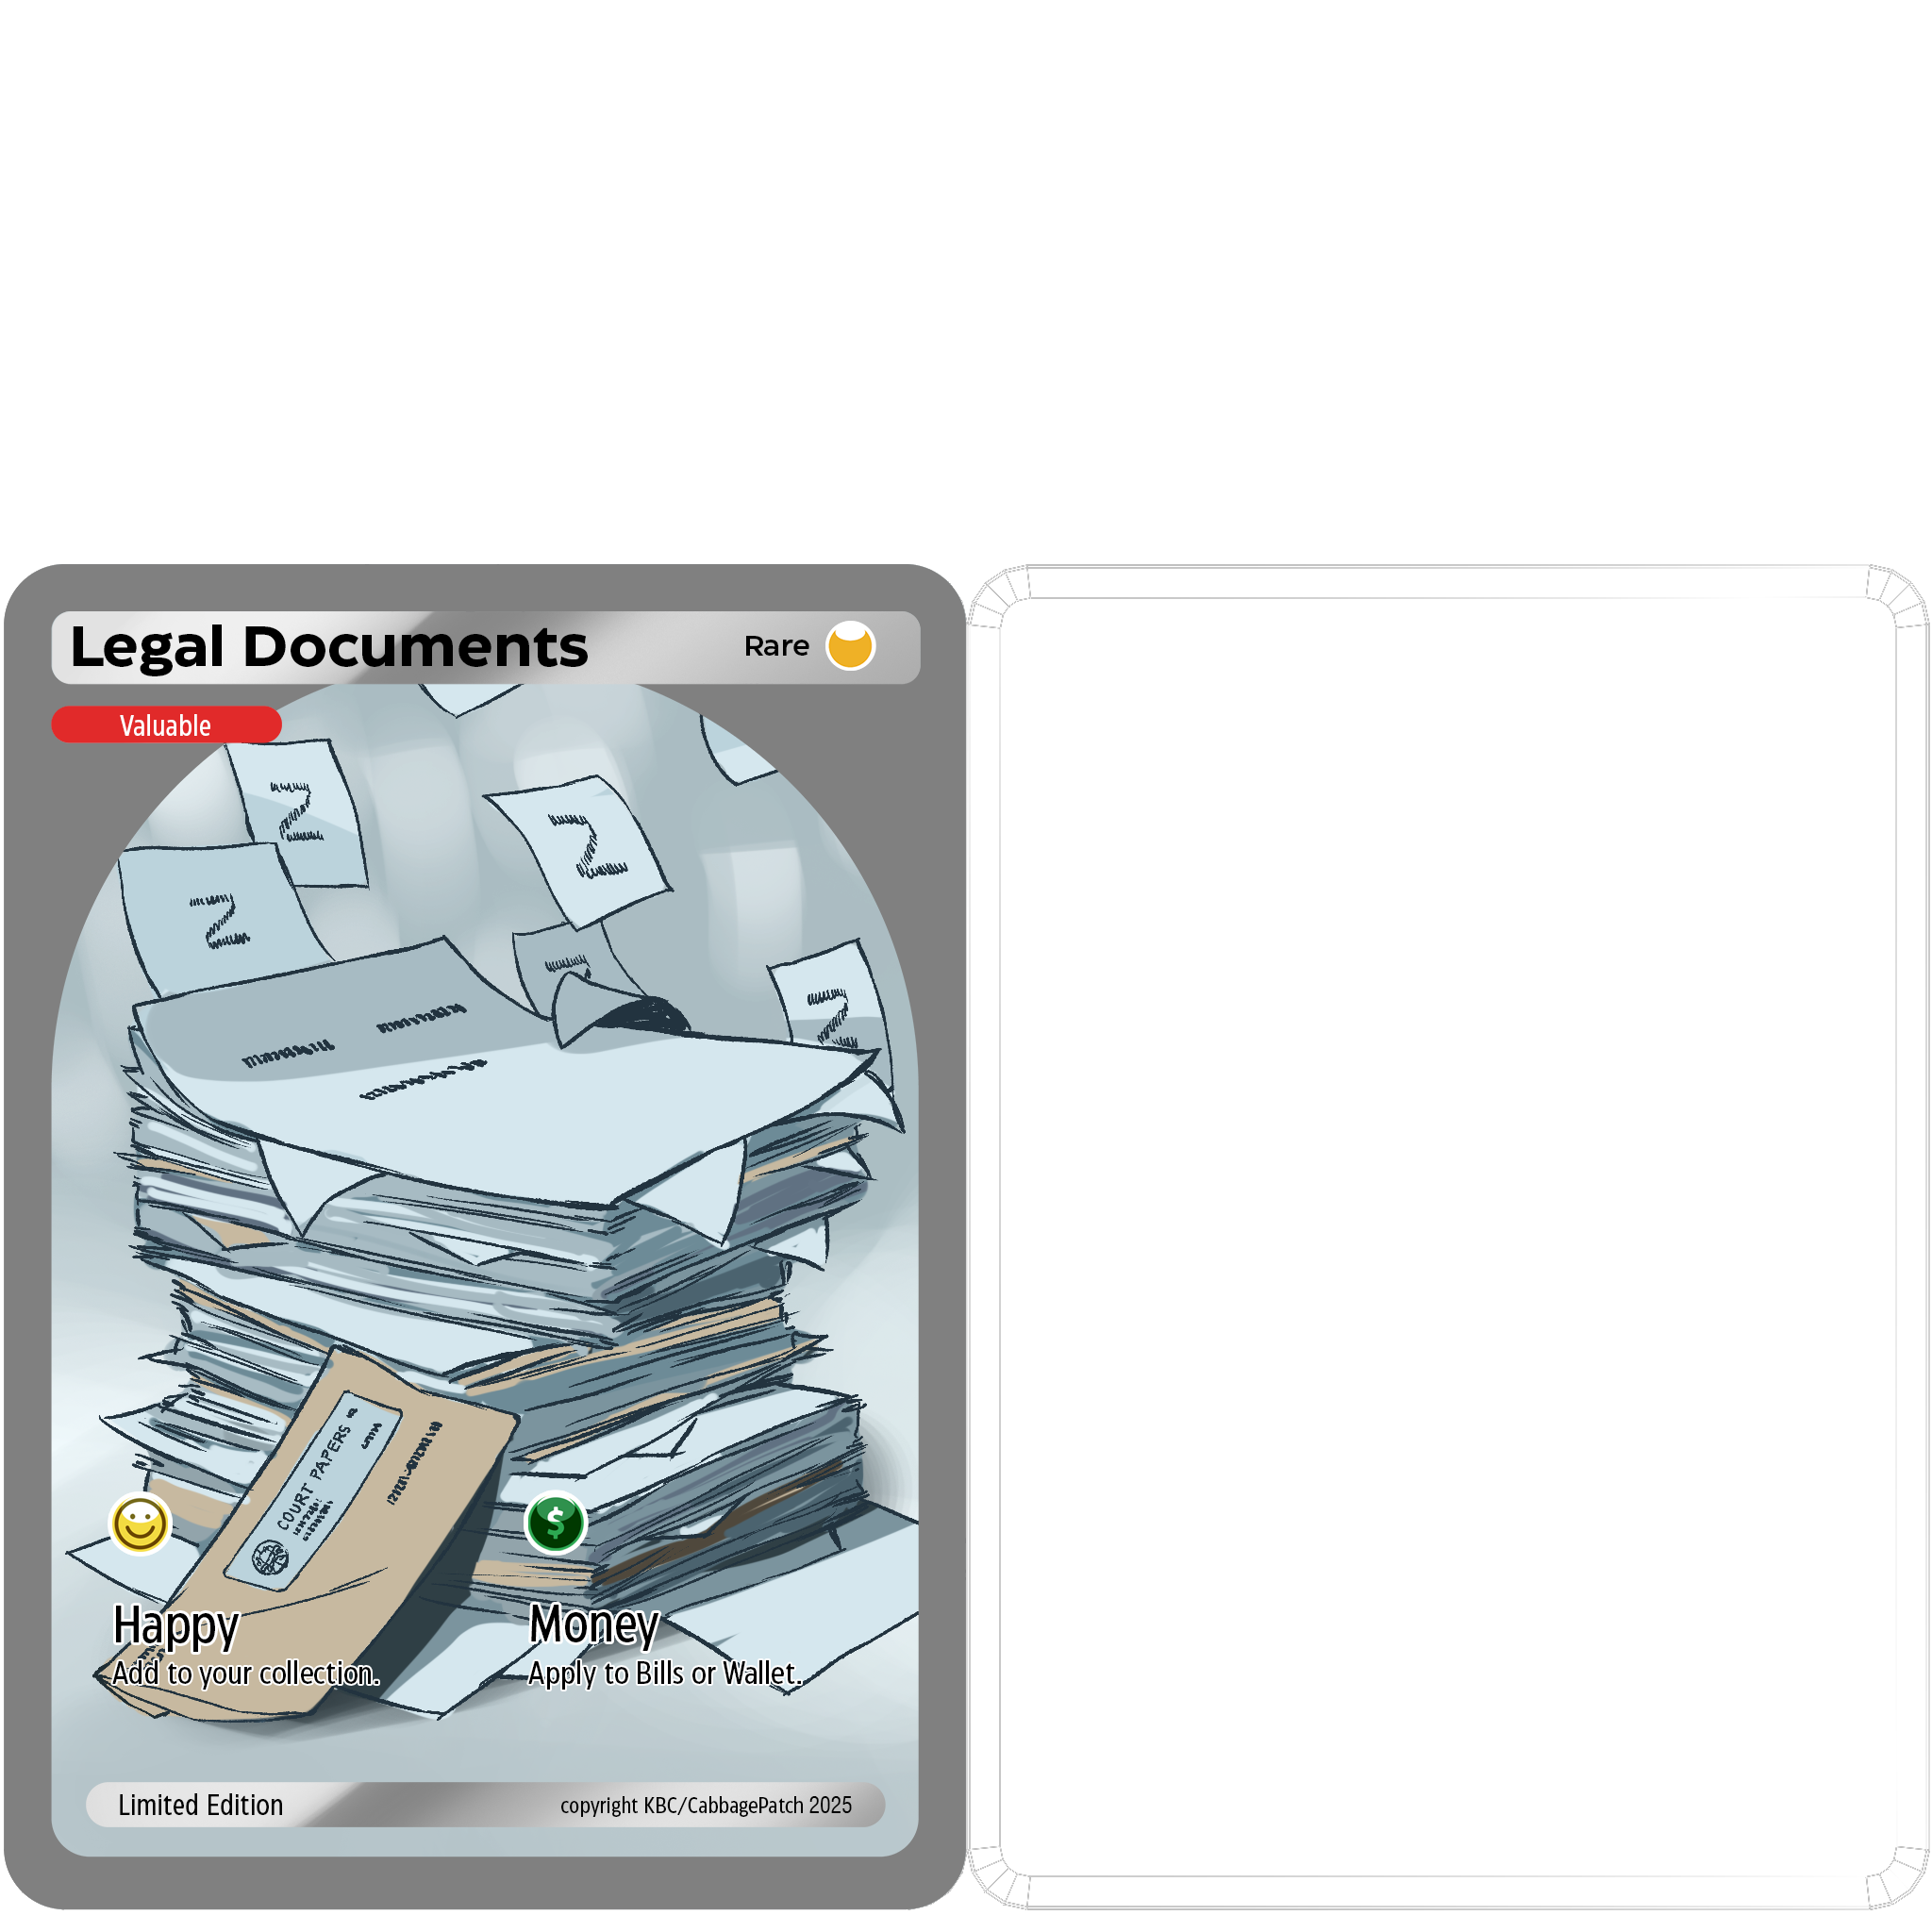 Legal Documents
Rare
Valuable
Z
Z
Z
Z
COURT PAPERS
$
Happy
Add to your collection.
Money
Apply to Bills or Wallet.
Limited Edition
copyright KBC/CabbagePatch 2025